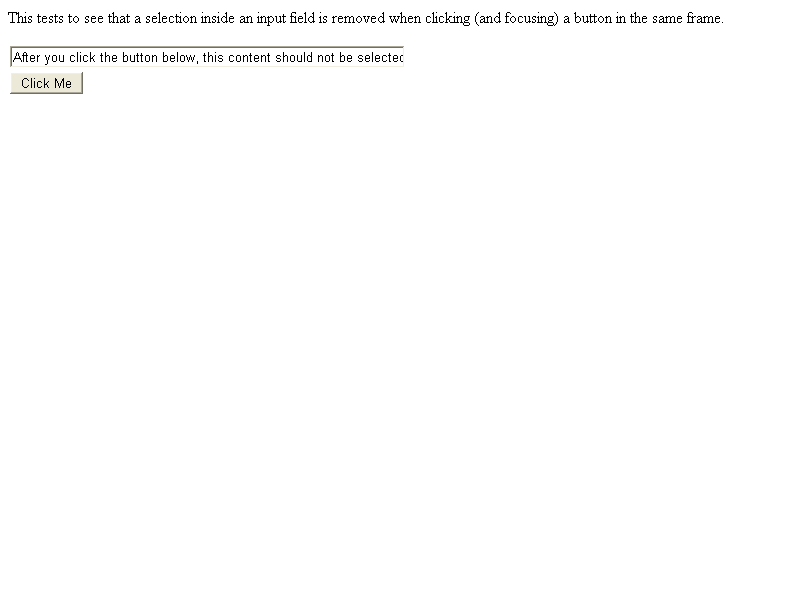 This tests to see that a selection inside an input field is removed when clicking (and focusing) a button in the same frame.
After you click the button below, this content should not be selected
Click Me